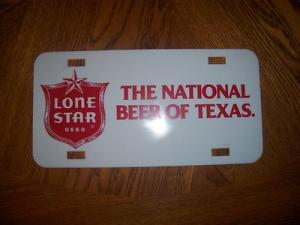 LONE
STAR
BEER
THE NATIONAL
BEER OF TEXAS.